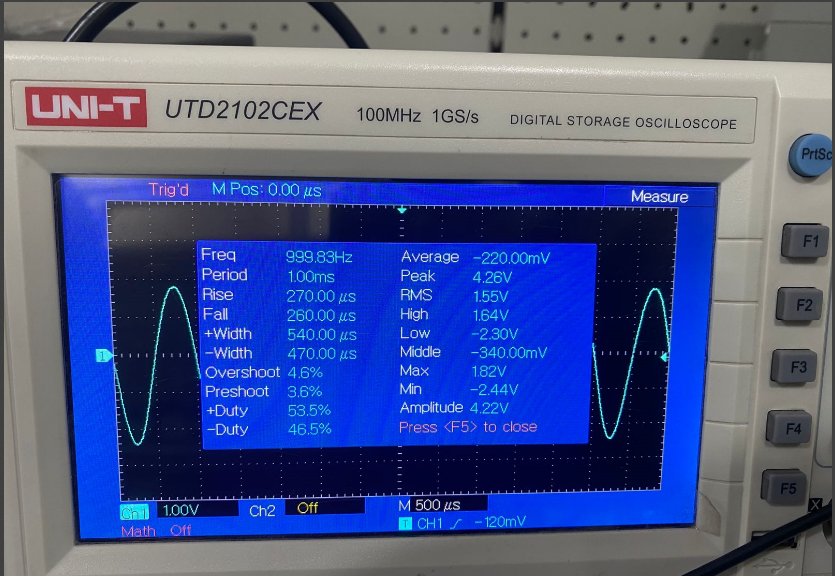 UNI-T UTD2102CEX 100MHz 1GS/s DIGITAL STORAGE OSCILLOSCOPE
PrtSc
Trig'd M Pos: 0.00 μs Measure
Freq 999.83Hz Average -220.00mV
Period 1.00ms Peak 4.26V
Rise 270.00 μs RMS 1.55V
Fall 260.00 μs High 1.64V
+Width 540.00 μs Low -2.30V
-Width 470.00 μs Middle -340.00mV
Overshoot 4.6% Max 1.82V
Preshoot 3.6% Min -2.44V
+Duty 53.5% Amplitude 4.22V
-Duty 46.5% Press <F5> to close
1
F1
F2
F3
F4
F5
Ch1 1.00V Ch2 Off M 500 μs
Math Off 1 CH1 -120mV
X